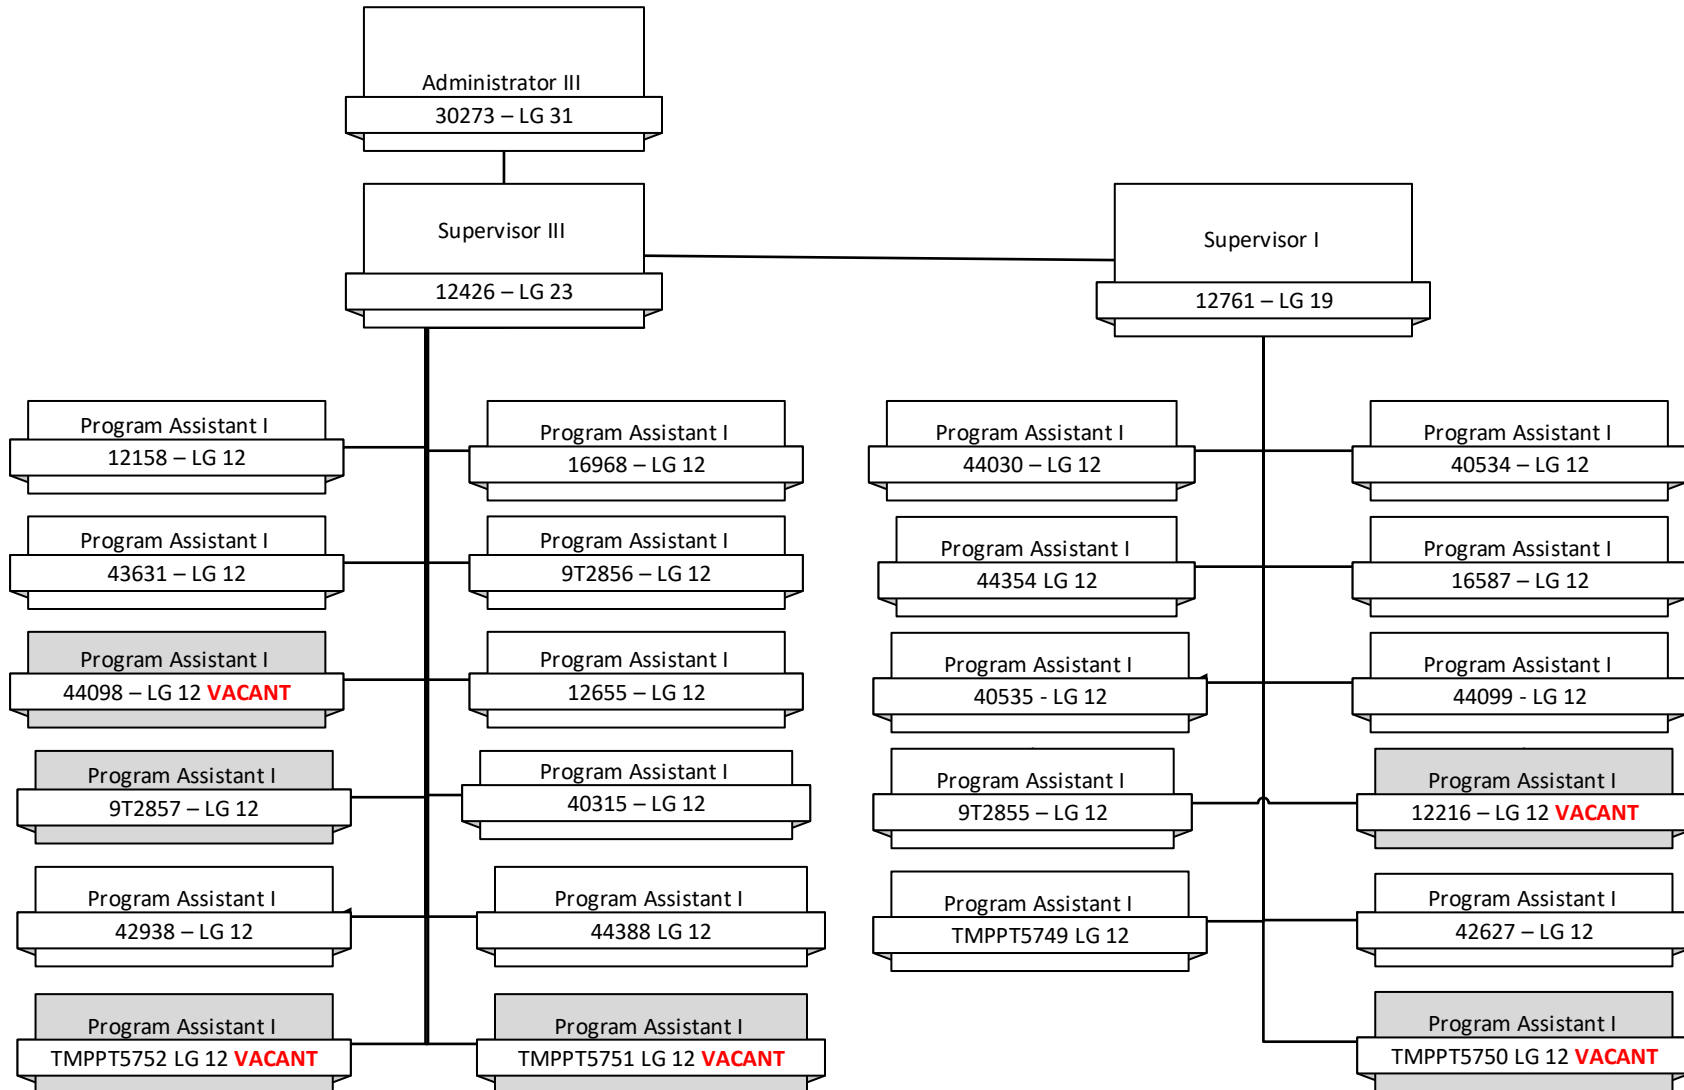 Administrator III
30273 – LG 31
Supervisor III
12426 – LG 23
Supervisor I
12761 – LG 19
Program Assistant I
12158 – LG 12
Program Assistant I
16968 – LG 12
Program Assistant I
44030 – LG 12
Program Assistant I
40534 – LG 12
Program Assistant I
43631 – LG 12
Program Assistant I
9T2856 – LG 12
Program Assistant I
44354 LG 12
Program Assistant I
16587 – LG 12
Program Assistant I
44098 – LG 12 VACANT
Program Assistant I
12655 – LG 12
Program Assistant I
40535 - LG 12
Program Assistant I
44099 - LG 12
Program Assistant I
9T2857 – LG 12
Program Assistant I
40315 – LG 12
Program Assistant I
9T2855 – LG 12
Program Assistant I
12216 – LG 12 VACANT
Program Assistant I
42938 – LG 12
Program Assistant I
44388 LG 12
Program Assistant I
TMPPT5749 LG 12
Program Assistant I
42627 – LG 12
Program Assistant I
TMPPT5752 LG 12 VACANT
Program Assistant I
TMPPT5751 LG 12 VACANT
Program Assistant I
TMPPT5750 LG 12 VACANT